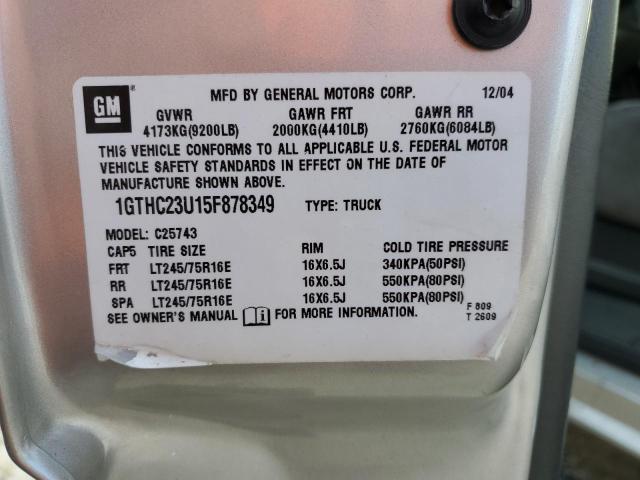 GM
MFD BY GENERAL MOTORS CORP. 12/04
GVWR GAWR FRT GAWR RR
4173KG(9200LB) 2000KG(4410LB) 2760KG(6084LB)
THIS VEHICLE CONFORMS TO ALL APPLICABLE U.S. FEDERAL MOTOR
VEHICLE SAFETY STANDARDS IN EFFECT ON THE DATE OF
MANUFACTURE SHOWN ABOVE.
1GTHC23U15F878349 TYPE: TRUCK
MODEL: C25743
CAP5 TIRE SIZE RIM COLD TIRE PRESSURE
FRT LT245/75R16E 16X6.5J 340KPA(50PSI)
RR LT245/75R16E 16X6.5J 550KPA(80PSI)
SPA LT245/75R16E 16X6.5J 550KPA(80PSI)
SEE OWNER'S MANUAL i FOR MORE INFORMATION. F 809
T 2609